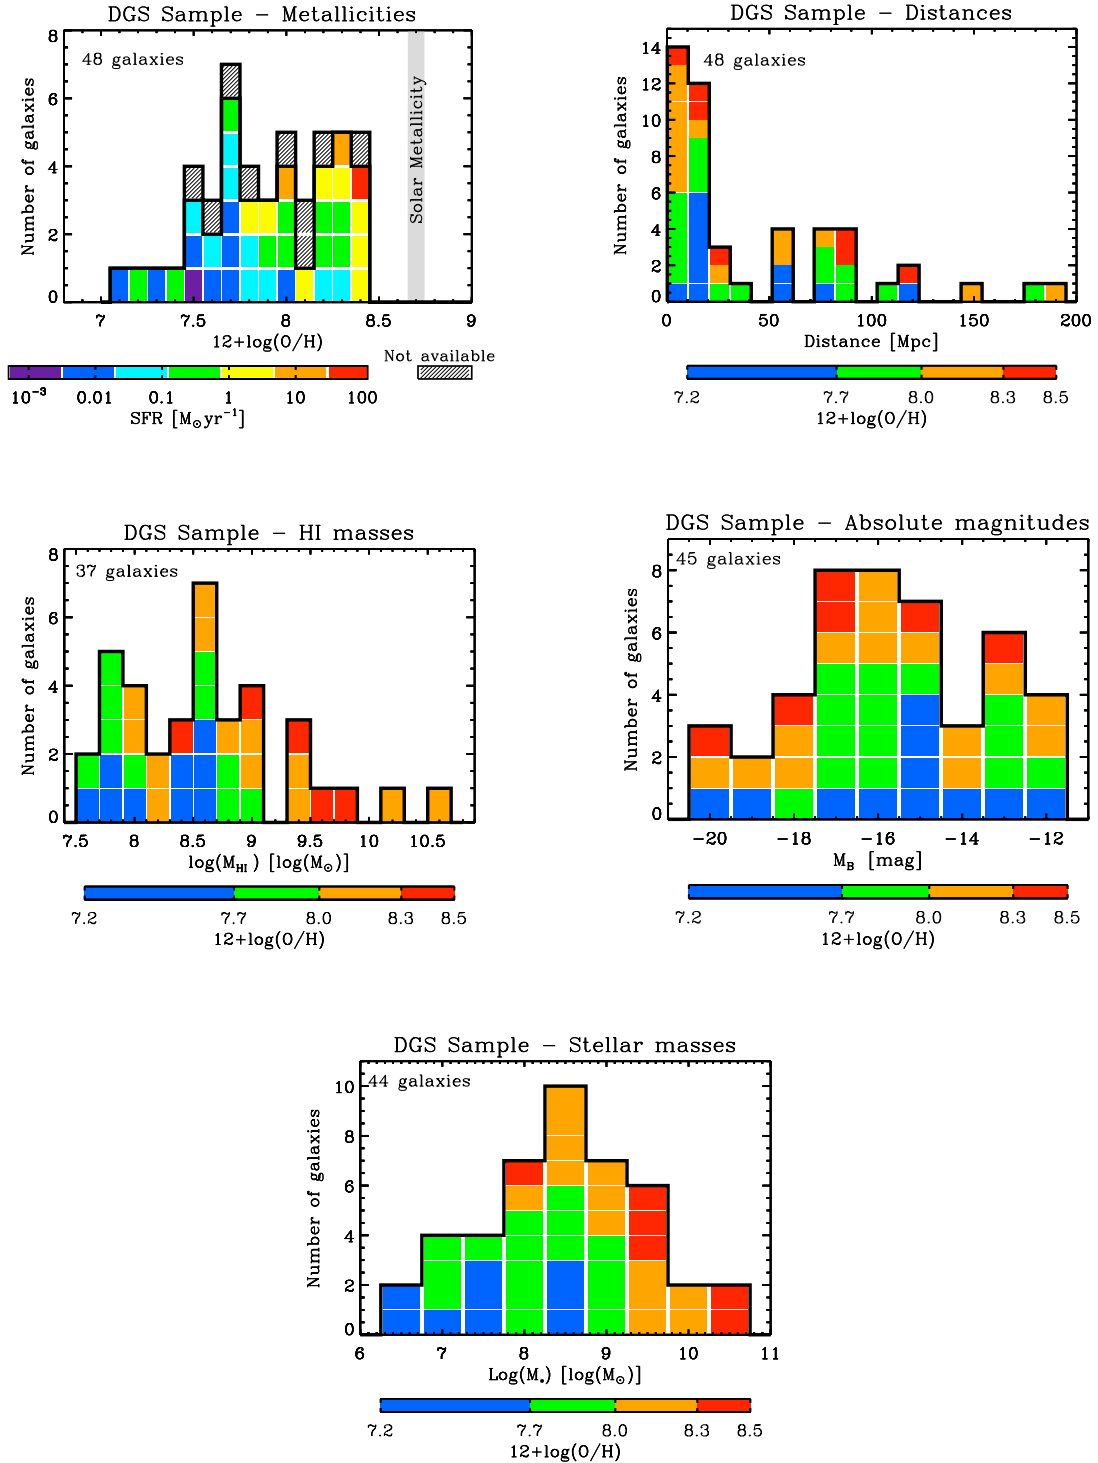 DGS Sample – Metallicities
48 galaxies
Number of galaxies
0 2 4 6 8
Solar Metallicity
7 7.5 8 8.5 9
12+log(O/H)
Not available
10⁻³ 0.01 0.1 1 10 100
SFR [M⊙yr⁻¹]
DGS Sample – Distances
48 galaxies
Number of galaxies
0 2 4 6 8 10 12 14
0 50 100 150 200
Distance [Mpc]
7.2 7.7 8.0 8.3 8.5
12+log(O/H)
DGS Sample – HI masses
37 galaxies
Number of galaxies
0 2 4 6 8
7.5 8 8.5 9 9.5 10 10.5
log(M_HI) [log(M⊙)]
7.2 7.7 8.0 8.3 8.5
12+log(O/H)
DGS Sample – Absolute magnitudes
45 galaxies
Number of galaxies
0 2 4 6 8
−20 −18 −16 −14 −12
M_B [mag]
7.2 7.7 8.0 8.3 8.5
12+log(O/H)
DGS Sample – Stellar masses
44 galaxies
Number of galaxies
0 2 4 6 8 10
6 7 8 9 10 11
Log(M⋆) [log(M⊙)]
7.2 7.7 8.0 8.3 8.5
12+log(O/H)